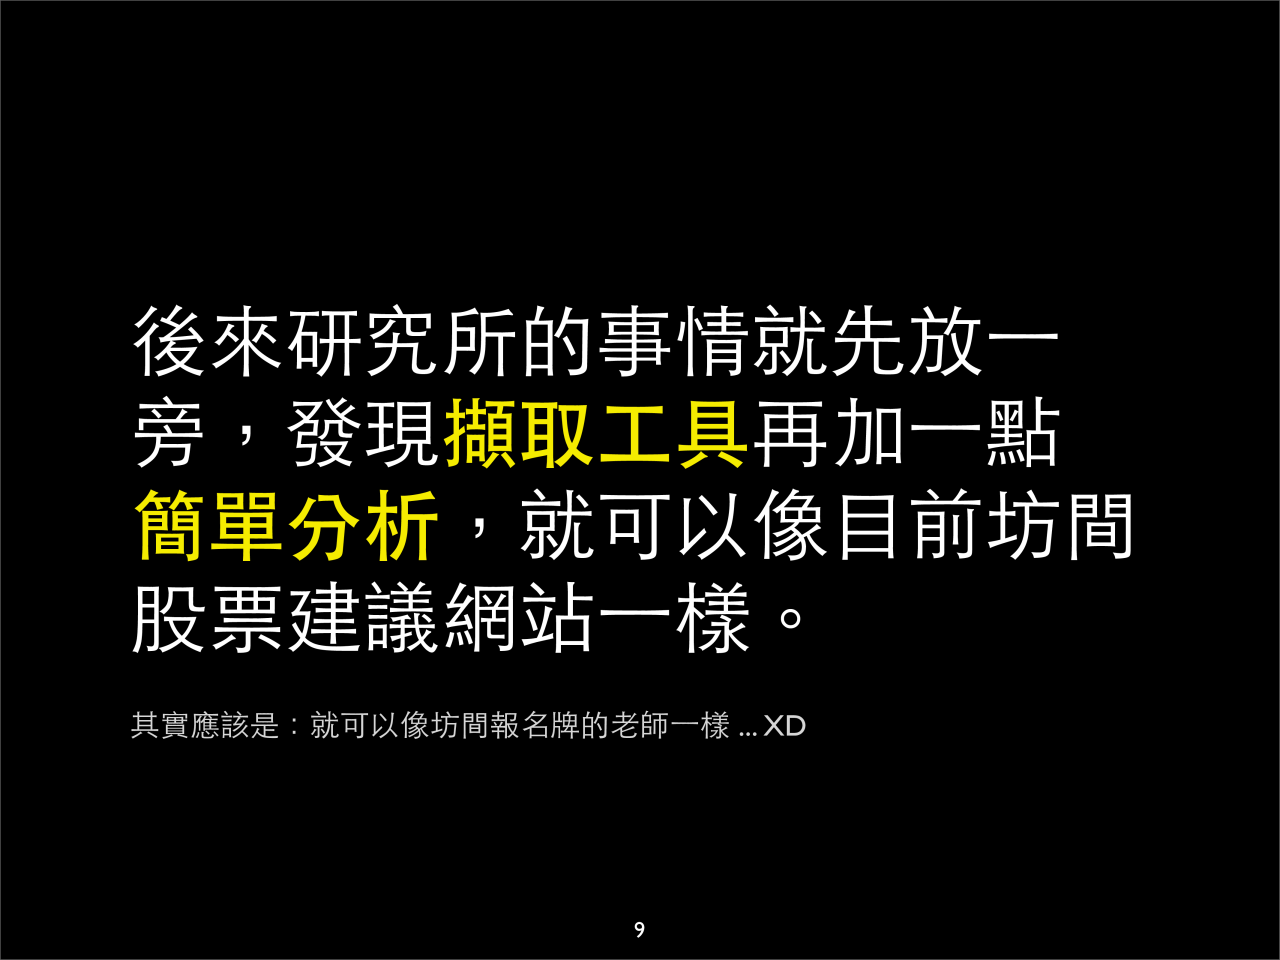 後來研究所的事情就先放一
旁，發現擷取工具再加一點
簡單分析，就可以像目前坊間
股票建議網站一樣。
其實應該是：就可以像坊間報名牌的老師一樣 ... XD
9